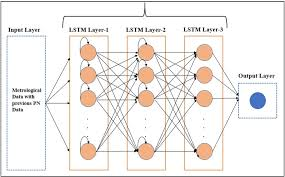 Input Layer
LSTM Layer-1
LSTM Layer-2
LSTM Layer-3
Output Layer
Metrological
Data with
previous PN
Data